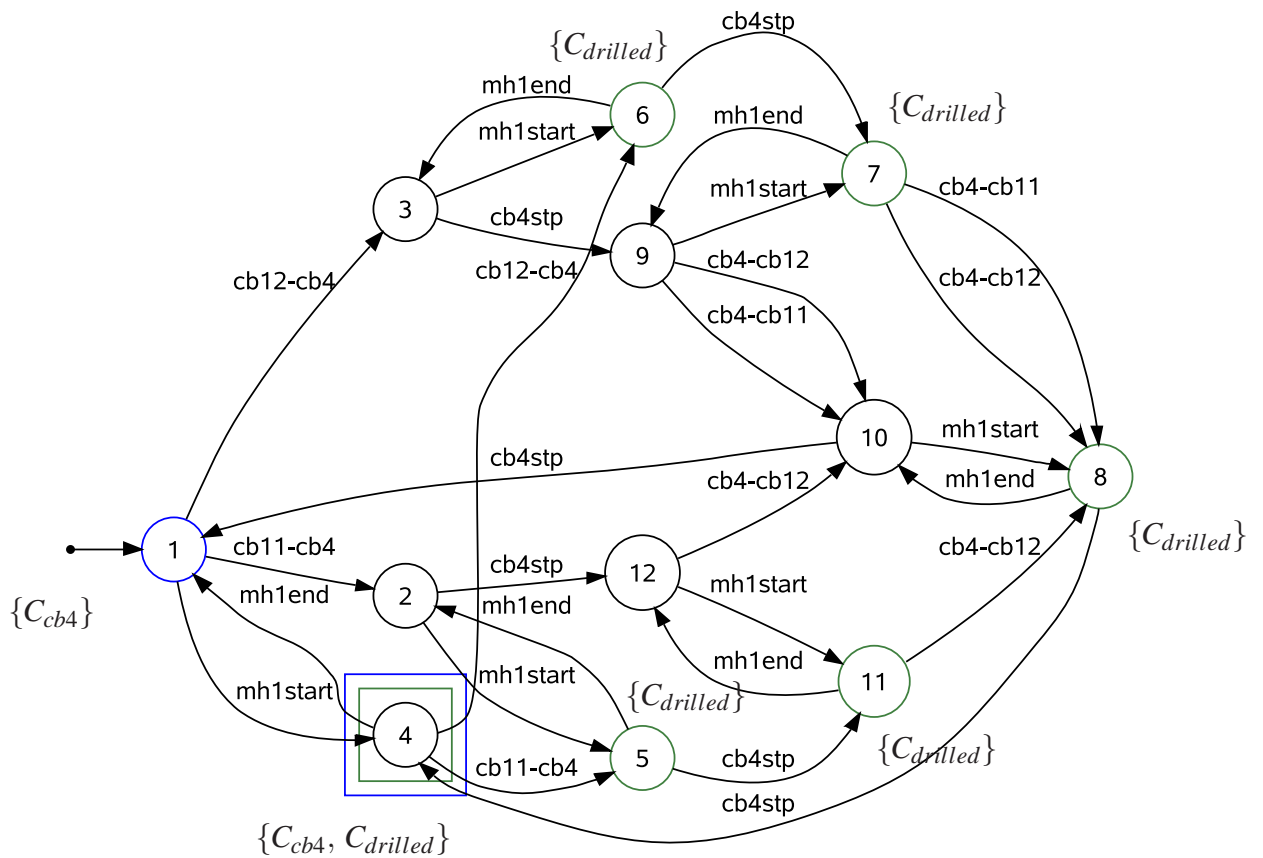 cb4stp
{C_drilled}
mh1end
6
{C_drilled}
mh1end
mh1start
7
mh1start
cb4-cb11
3
cb4stp
9
cb4-cb12
cb12-cb4
cb4-cb12
cb12-cb4
cb4-cb11
10
mh1start
cb4stp
mh1end
8
cb4-cb12
1
cb11-cb4
cb4stp
12
cb4-cb12
{C_drilled}
mh1end
2
mh1end
mh1start
{C_cb4}
mh1start
mh1start
mh1end
11
{C_drilled}
4
5
{C_drilled}
cb11-cb4
cb4stp
cb4stp
{C_cb4, C_drilled}